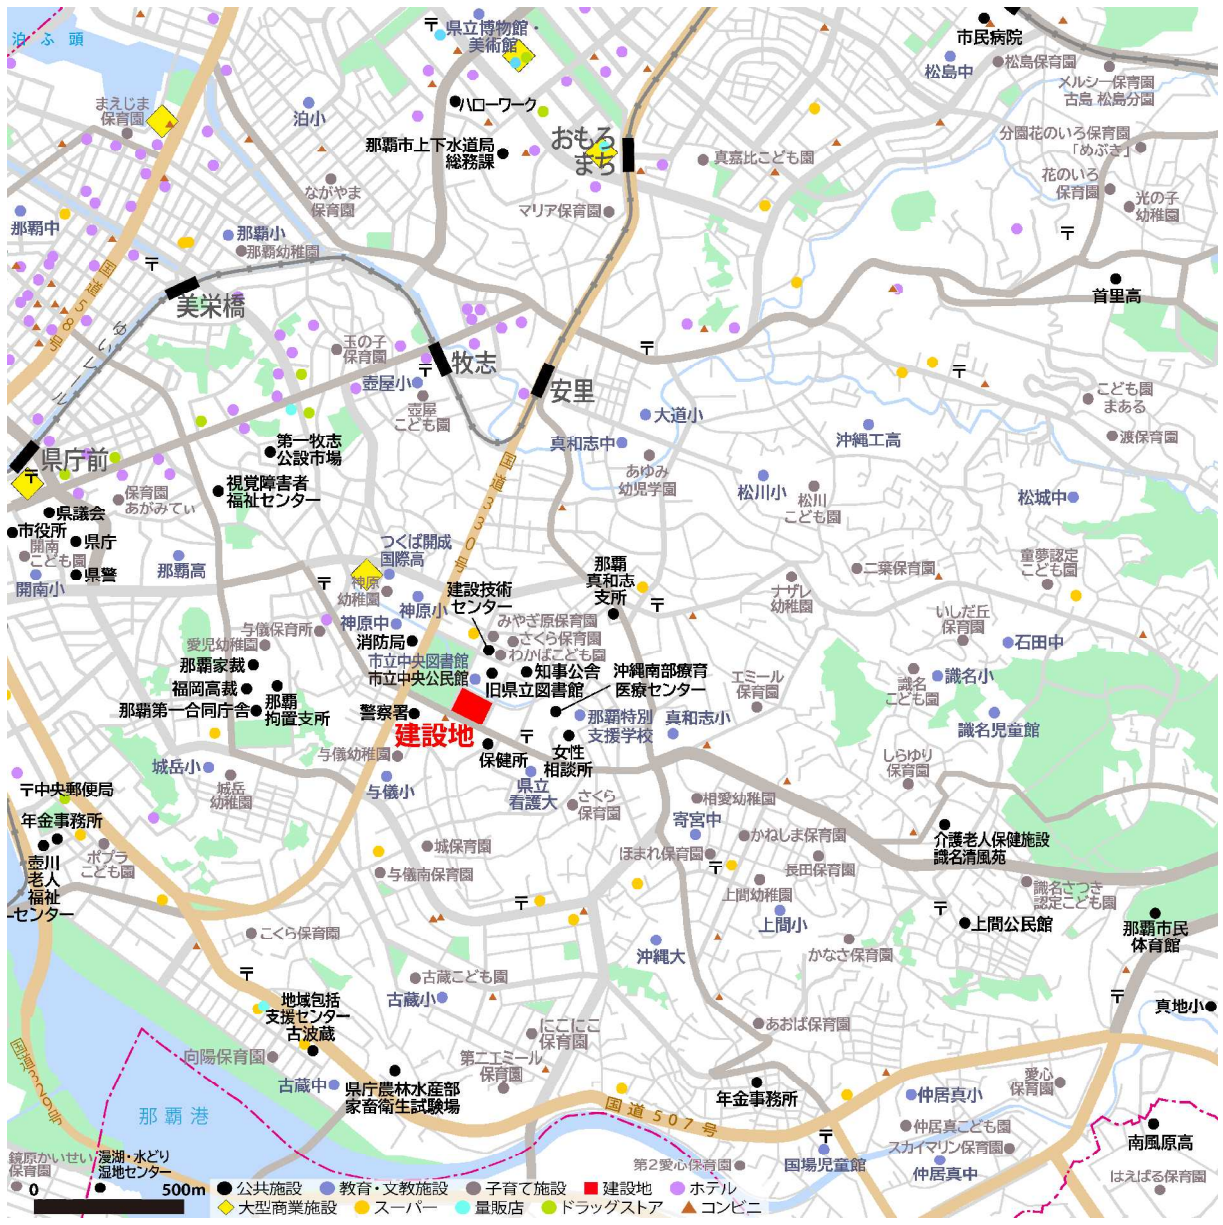 泊ふ頭
県立博物館・
美術館
市民病院
松島中
松島保育園
メルシー保育園
古島 松島分園
まえじま
保育園
泊小
ハローワーク
那覇市上下水道局
総務課
おもろ
まち
真嘉比こども園
分園花のいろ保育園
「めぶき」
花のいろ
保育園
光の子
幼稚園
ながやま
保育園
マリア保育園
那覇中
那覇小
那覇幼稚園
国道58号
美栄橋
ゆいレール
首里高
玉の子
保育園
牧志
壺屋小
壺屋
こども園
安里
大道小
真和志中
沖縄工高
こども園
まある
渡保育園
第一牧志
公設市場
県庁前
視覚障害者
福祉センター
保育園
あがみてぃ
あゆみ
幼児学園
松川小
松川
こども園
松城中
国道330号
県議会
市役所
県庁
開南
こども園
県警
開南小
那覇高
つくば開成
国際高
神原
幼稚園
神原小
神原中
建設技術
センター
那覇
真和志
支所
ナザレ
幼稚園
二葉保育園
童夢認定
こども園
いしだ丘
保育園
石田中
与儀保育所
愛児幼稚園
消防局
みやぎ原保育園
さくら保育園
わかばこども園
市立中央図書館
市立中央公民館
知事公舎
旧県立図書館
沖縄南部療育
医療センター
エミール
保育園
識名
こども園
識名小
那覇家裁
福岡高裁
那覇第一合同庁舎
那覇
拘置支所
警察署
建設地
那覇特別
支援学校
真和志小
識名児童館
与儀幼稚園
保健所
女性
相談所
しらゆり
保育園
城岳小
城岳
幼稚園
与儀小
県立
看護大
さくら
保育園
〒中央郵便局
年金事務所
相愛幼稚園
寄宮中
かねしま保育園
介護老人保健施設
識名清風苑
壺川
老人
福祉
センター
ポプラ
こども園
城保育園
与儀南保育園
ほまれ保育園
長田保育園
上間幼稚園
上間小
識名さつき
認定こども園
上間公民館
那覇市民
体育館
こくら保育園
沖縄大
かなさ保育園
古蔵こども園
古蔵小
真地小
地域包括
支援センター
古波蔵
にこにこ
保育園
あおば保育園
向陽保育園
第二エミール
保育園
国道329号
古蔵中
県庁農林水産部
家畜衛生試験場
年金事務所
愛心
保育園
仲居真小
那覇港
国道507号
仲居真こども園
スカイマリン保育園
南風原高
国場児童館
仲居真中
鏡原かいせい
保育園
漫湖・水どり
湿地センター
第2愛心保育園
はえばる保育園
0 500m
公共施設 教育・文教施設 子育て施設 建設地 ホテル
大型商業施設 スーパー 量販店 ドラッグストア コンビニ